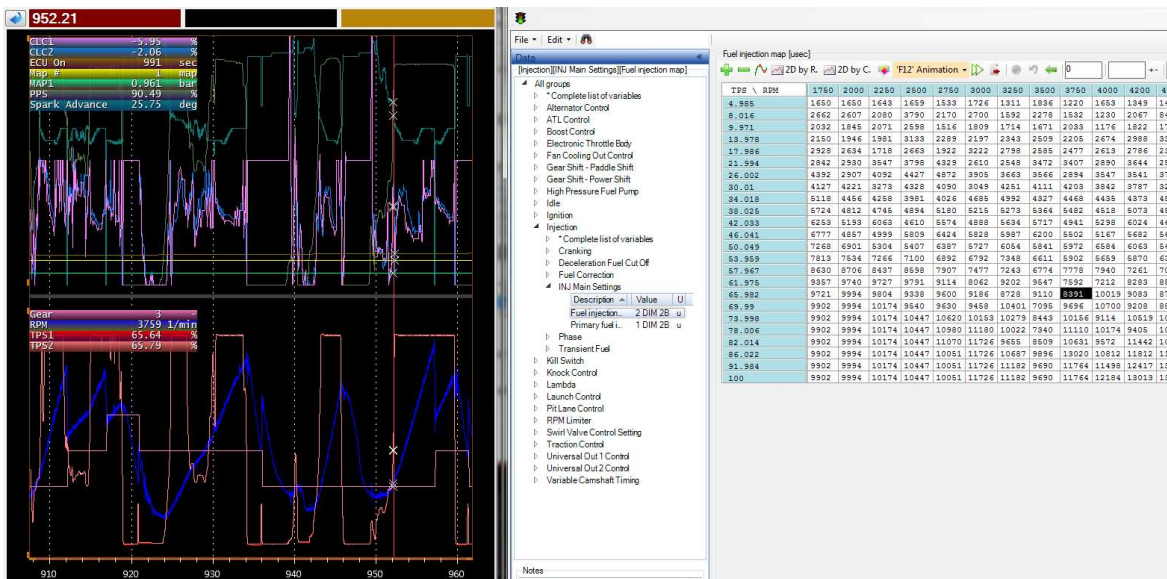 952.21
CLC1 -5.95 %
CLC2 -2.06 %
ECU On 991 sec
Map # 1 map
MAP1 0.961 bar
PPS 90.49 %
Spark Advance 25.75 deg
Gear 3 -
RPM 3759 1/min
TPS1 65.64 %
TPS2 65.79 %
910 920 930 940 950 960
File Edit
Data «
[Injection][INJ Main Settings][Fuel injection map]
All groups
* Complete list of variables
Alternator Control
ATL Control
Boost Control
Electronic Throttle Body
Fan Cooling Out Control
Gear Shift - Paddle Shift
Gear Shift - Power Shift
High Pressure Fuel Pump
Idle
Ignition
Injection
* Complete list of variables
Cranking
Deceleration Fuel Cut Off
Fuel Correction
INJ Main Settings
Description Value U
Fuel injection... 2 DIM 2B u
Primary fuel i... 1 DIM 2B u
Phase
Transient Fuel
Kill Switch
Knock Control
Lambda
Launch Control
Pit Lane Control
RPM Limiter
Swirl Valve Control Setting
Traction Control
Universal Out 1 Control
Universal Out 2 Control
Variable Camshaft Timing
Notes
Fuel injection map [usec]
2D by R. 2D by C. 'F12' Animation 0 +-
TPS \ RPM 1750 2000 2250 2500 2750 3000 3250 3500 3750 4000 4200
4.985 1650 1650 1643 1659 1533 1726 1311 1836 1220 1653 1349
8.016 2662 2607 2080 3790 2170 2700 1592 2278 1532 1230 2067
9.971 2032 1845 2071 2598 1516 1809 1714 1671 2033 1176 1822
13.978 2150 1946 1981 3133 2289 2197 2343 2509 2205 2674 2988
17.986 2928 2634 1718 2663 1922 3222 2798 2585 2477 2613 2786
21.994 2842 2930 3547 3798 4329 2610 2548 3472 3407 2890 3644
26.002 4392 2907 4092 4427 4872 3905 3663 3566 2894 3547 3541
30.01 4127 4221 3273 4328 4090 3049 4251 4111 4203 3842 3787
34.018 5118 4456 4258 3981 4026 4685 4992 4327 4468 4435 4373
38.025 5724 4812 4745 4894 5180 5215 5273 5364 5482 4518 5073
42.033 6253 5193 6063 4610 5574 4888 5634 5717 4941 5298 6024
46.041 6777 4857 4999 5809 6424 5828 5987 6200 5502 5167 5682
50.049 7268 6901 5304 5407 6387 5727 6054 5841 5972 6584 6063
53.959 7813 7534 7266 7100 6892 6792 7348 6611 5902 5659 5870
57.967 8630 8706 8437 8598 7907 7477 7243 6774 7778 7940 7261
61.975 9357 9740 9727 9791 9114 8062 9202 9547 7592 7212 8283
65.982 9721 9994 9804 9338 9600 9186 8728 9110 8391 10019 9083
69.99 9902 9994 10174 9540 9630 9458 10401 7095 9696 10700 9208
73.998 9902 9994 10174 10447 10620 10153 10279 8443 10156 9114 10519
78.006 9902 9994 10174 10447 10980 11180 10022 7340 11110 10174 9405
82.014 9902 9994 10174 10447 11070 11726 9655 8509 10631 9572 11442
86.022 9902 9994 10174 10447 10051 11726 10687 9896 13020 10812 11812
91.984 9902 9994 10174 10447 10051 11726 11182 9690 11764 11498 12417
100 9902 9994 10174 10447 10051 11726 11182 9690 11764 12184 13013